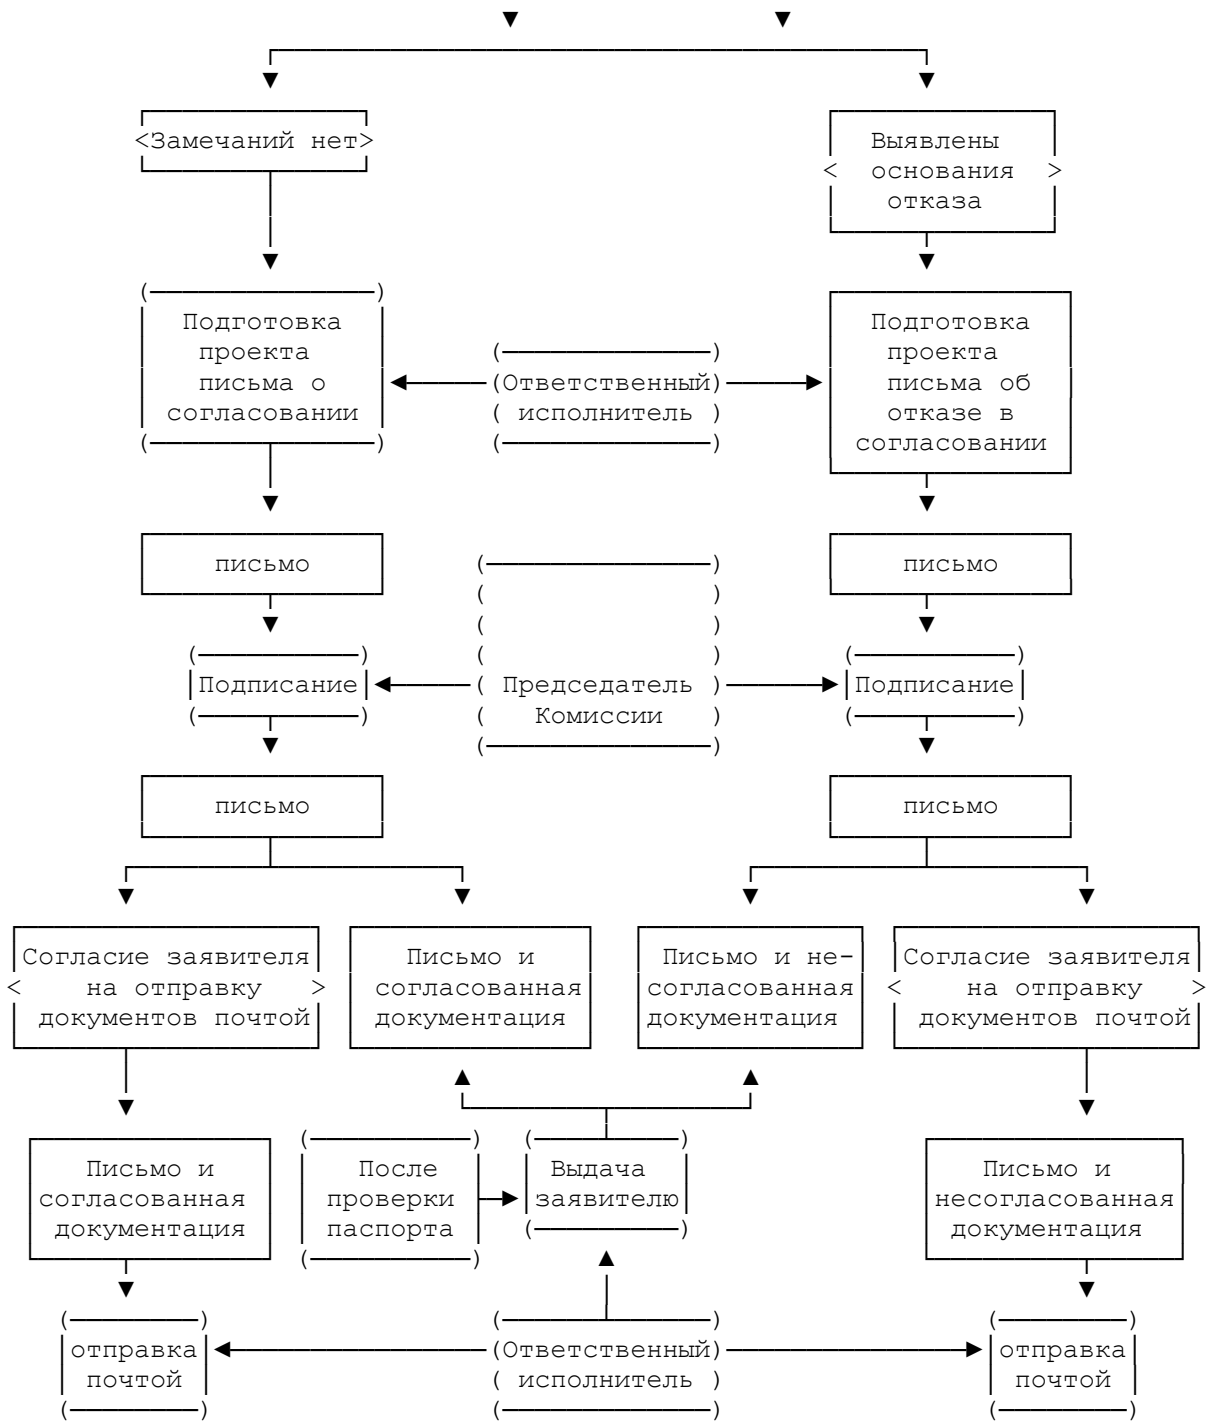 <Замечаний нет>
Выявлены
< основания >
отказа
Подготовка
проекта
письма о
согласовании
(Ответственный)
( исполнитель )
Подготовка
проекта
письма об
отказе в
согласовании
письмо
письмо
Подписание
( Председатель )
( Комиссии )
Подписание
письмо
письмо
Согласие заявителя
< на отправку >
документов почтой
Письмо и
согласованная
документация
Письмо и не-
согласованная
документация
Согласие заявителя
< на отправку >
документов почтой
Письмо и
согласованная
документация
После
проверки
паспорта
Выдача
заявителю
Письмо и
несогласованная
документация
отправка
почтой
(Ответственный)
( исполнитель )
отправка
почтой